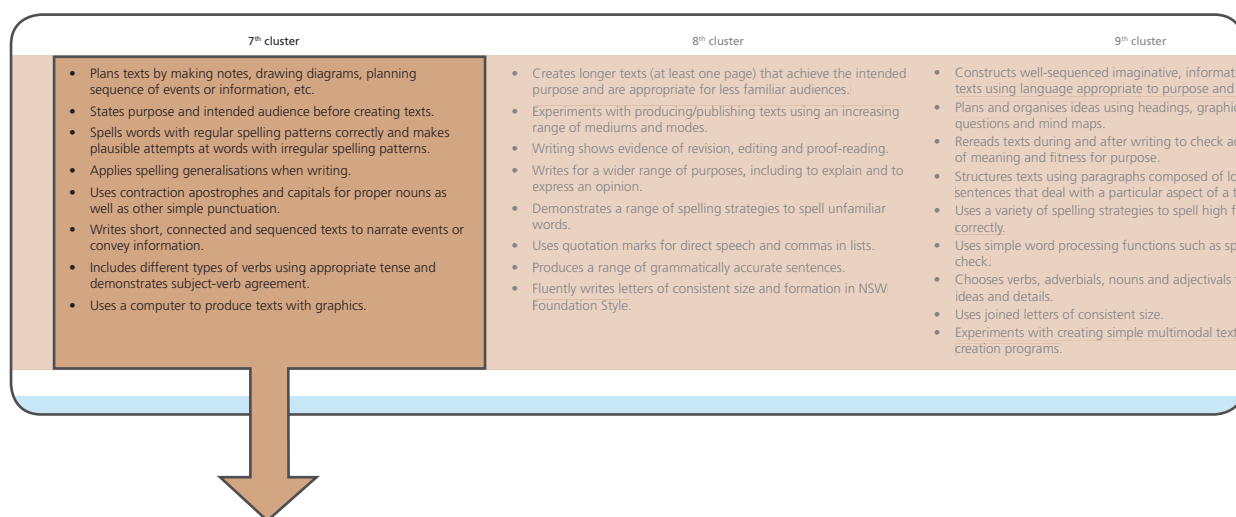 7th cluster
• Plans texts by making notes, drawing diagrams, planning
sequence of events or information, etc.
• States purpose and intended audience before creating texts.
• Spells words with regular spelling patterns correctly and makes
plausible attempts at words with irregular spelling patterns.
• Applies spelling generalisations when writing.
• Uses contraction apostrophes and capitals for proper nouns as
well as other simple punctuation.
• Writes short, connected and sequenced texts to narrate events or
convey information.
• Includes different types of verbs using appropriate tense and
demonstrates subject-verb agreement.
• Uses a computer to produce texts with graphics.
8th cluster
• Creates longer texts (at least one page) that achieve the intended
purpose and are appropriate for less familiar audiences.
• Experiments with producing/publishing texts using an increasing
range of mediums and modes.
• Writing shows evidence of revision, editing and proof-reading.
• Writes for a wider range of purposes, including to explain and to
express an opinion.
• Demonstrates a range of spelling strategies to spell unfamiliar
words.
• Uses quotation marks for direct speech and commas in lists.
• Produces a range of grammatically accurate sentences.
• Fluently writes letters of consistent size and formation in NSW
Foundation Style.
9th cluster
• Constructs well-sequenced imaginative,
texts using language appropriate to purpose and
• Plans and organises ideas using headings,
questions and mind maps.
• Rereads texts during and after writing to check
of meaning and fitness for purpose.
• Structures texts using paragraphs composed of
sentences that deal with a particular aspect of a
• Uses a variety of spelling strategies to spell high
correctly.
• Uses simple word processing functions such as
check.
• Chooses verbs, adverbials, nouns and adjectivals
ideas and details.
• Uses joined letters of consistent size.
• Experiments with creating simple multimodal
creation programs.